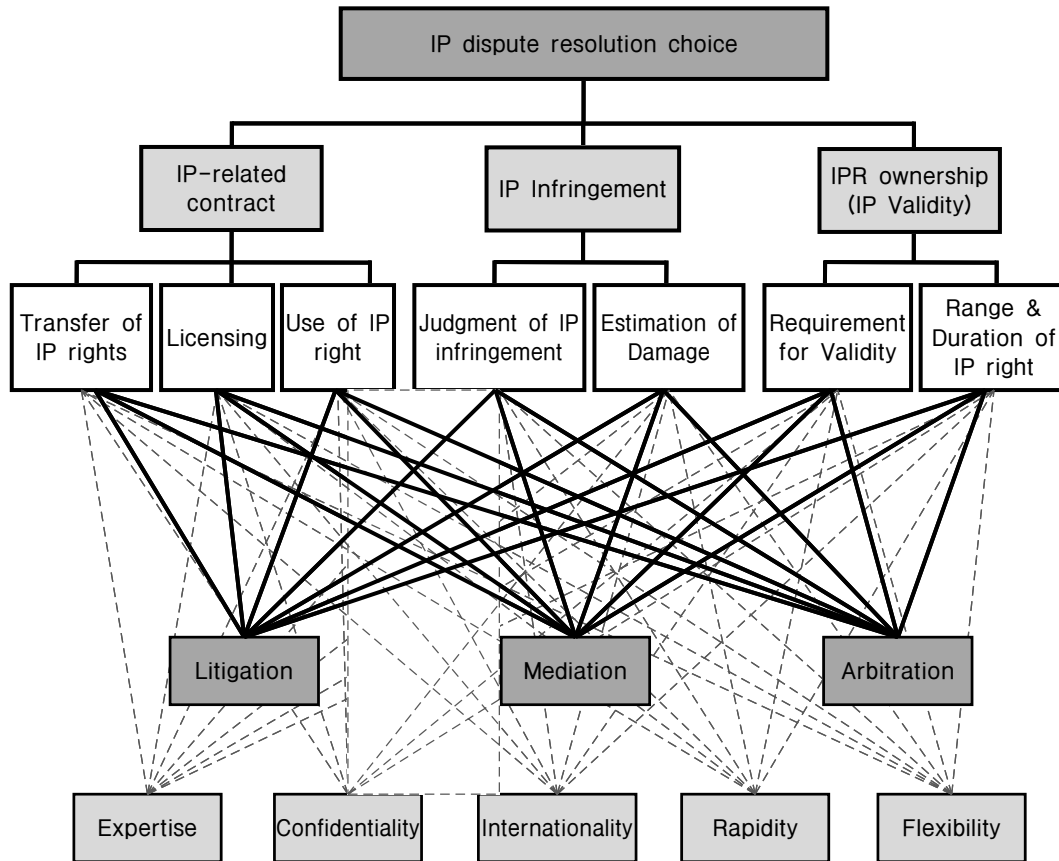 IP dispute resolution choice
IP-related
contract
IP Infringement
IPR ownership
(IP Validity)
Transfer of
IP rights
Licensing
Use of IP
right
Judgment of IP
infringement
Estimation of
Damage
Requirement
for Validity
Range &
Duration of
IP right
Litigation
Mediation
Arbitration
Expertise
Confidentiality
Internationality
Rapidity
Flexibility